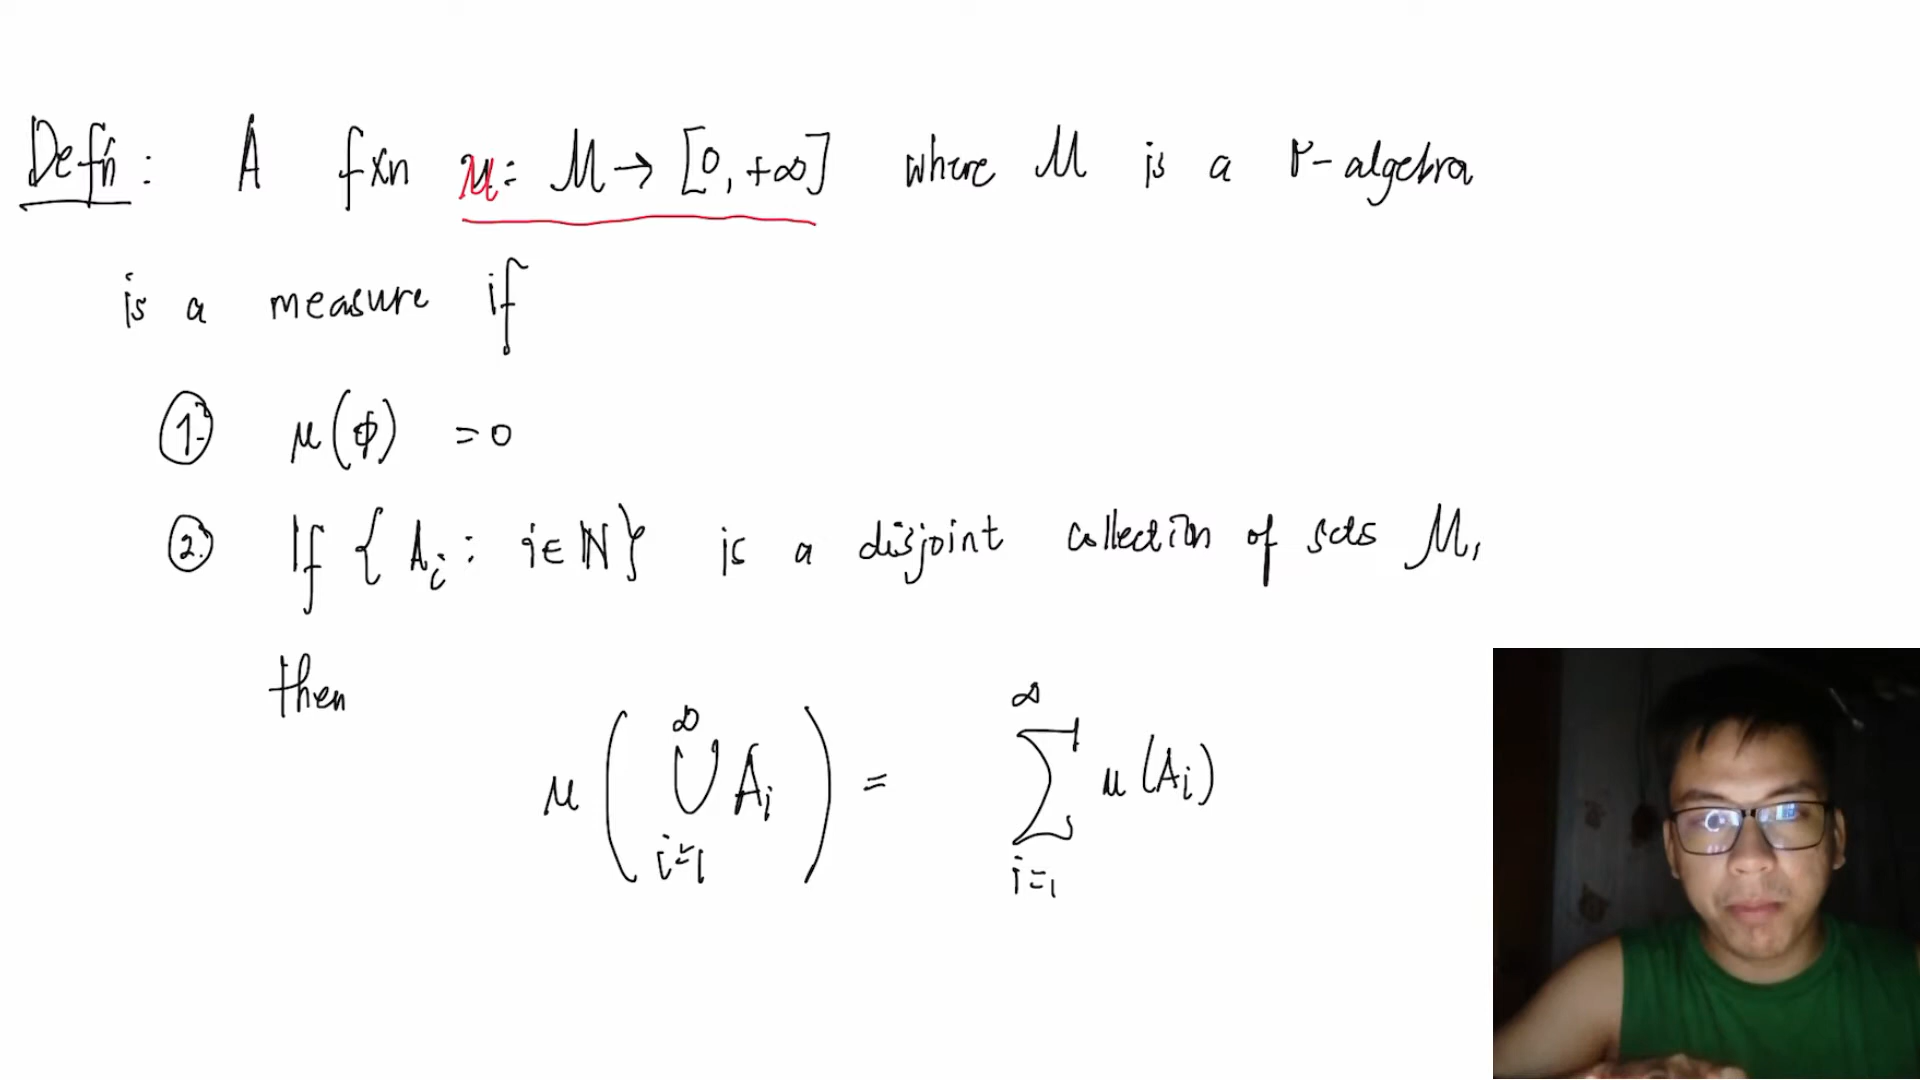 Def'n: A fxn μ: M → [0, +∞] where M is a σ-algebra
is a measure if
1. μ(ϕ) = 0
2. If { Ai : i ∈ ℕ } is a disjoint collection of sets M,
then
μ( ∞ ⋃ i=1 Ai ) = ∞ ∑ i=1 μ(Ai)